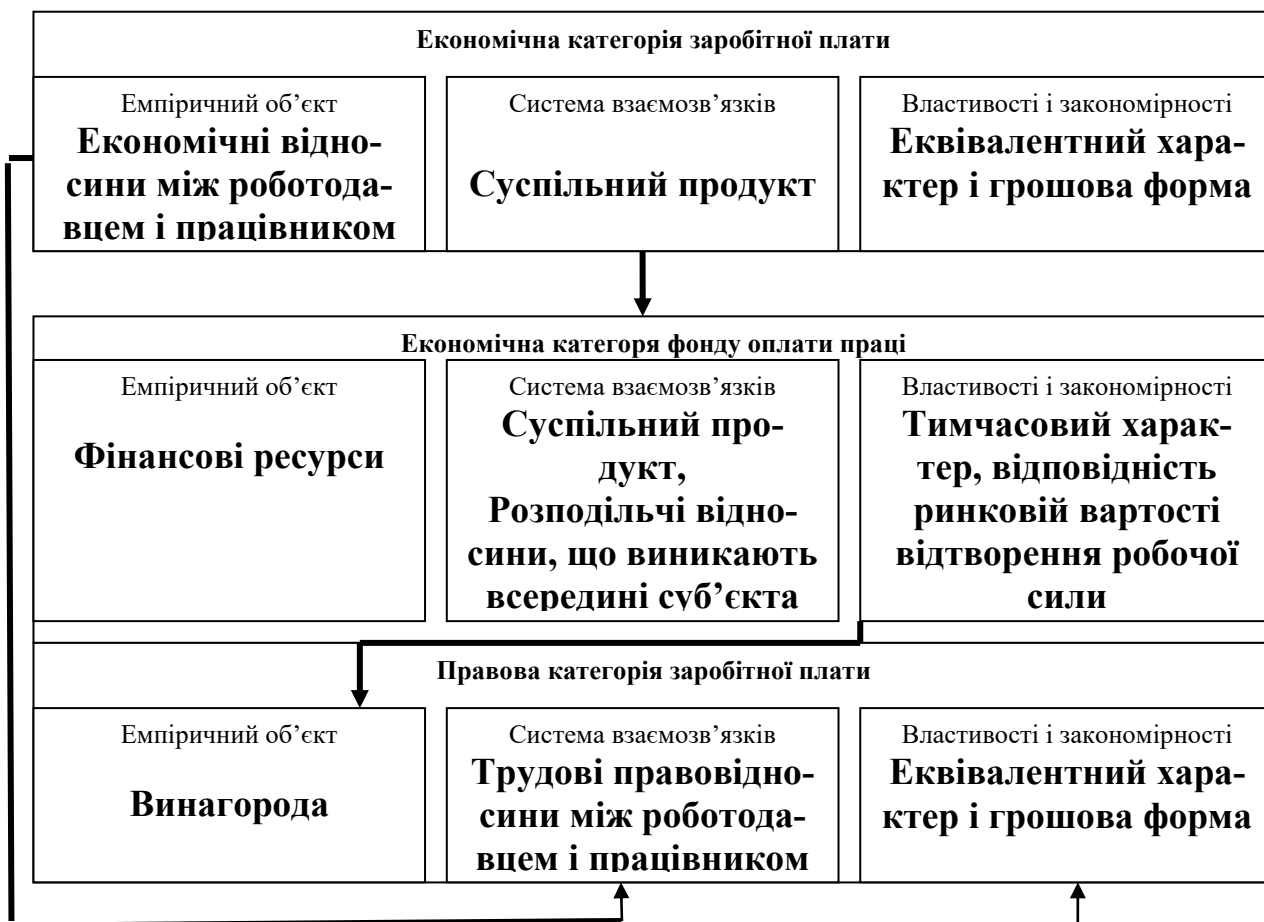 Економічна категорія заробітної плати
Емпіричний об’єкт
Економічні відно-
сини між роботода-
вцем і працівником
Система взаємозв’язків
Суспільний продукт
Властивості і закономірності
Еквівалентний хара-
ктер і грошова форма
Економічна категоря фонду оплати праці
Емпіричний об’єкт
Фінансові ресурси
Система взаємозв’язків
Суспільний про-
дукт,
Розподільчі відно-
сини, що виникають
всередині суб’єкта
Властивості і закономірності
Тимчасовий харак-
тер, відповідність
ринковій вартості
відтворення робочої
сили
Правова категорія заробітної плати
Емпіричний об’єкт
Винагорода
Система взаємозв’язків
Трудові правовідно-
сини між роботода-
вцем і працівником
Властивості і закономірності
Еквівалентний хара-
ктер і грошова форма